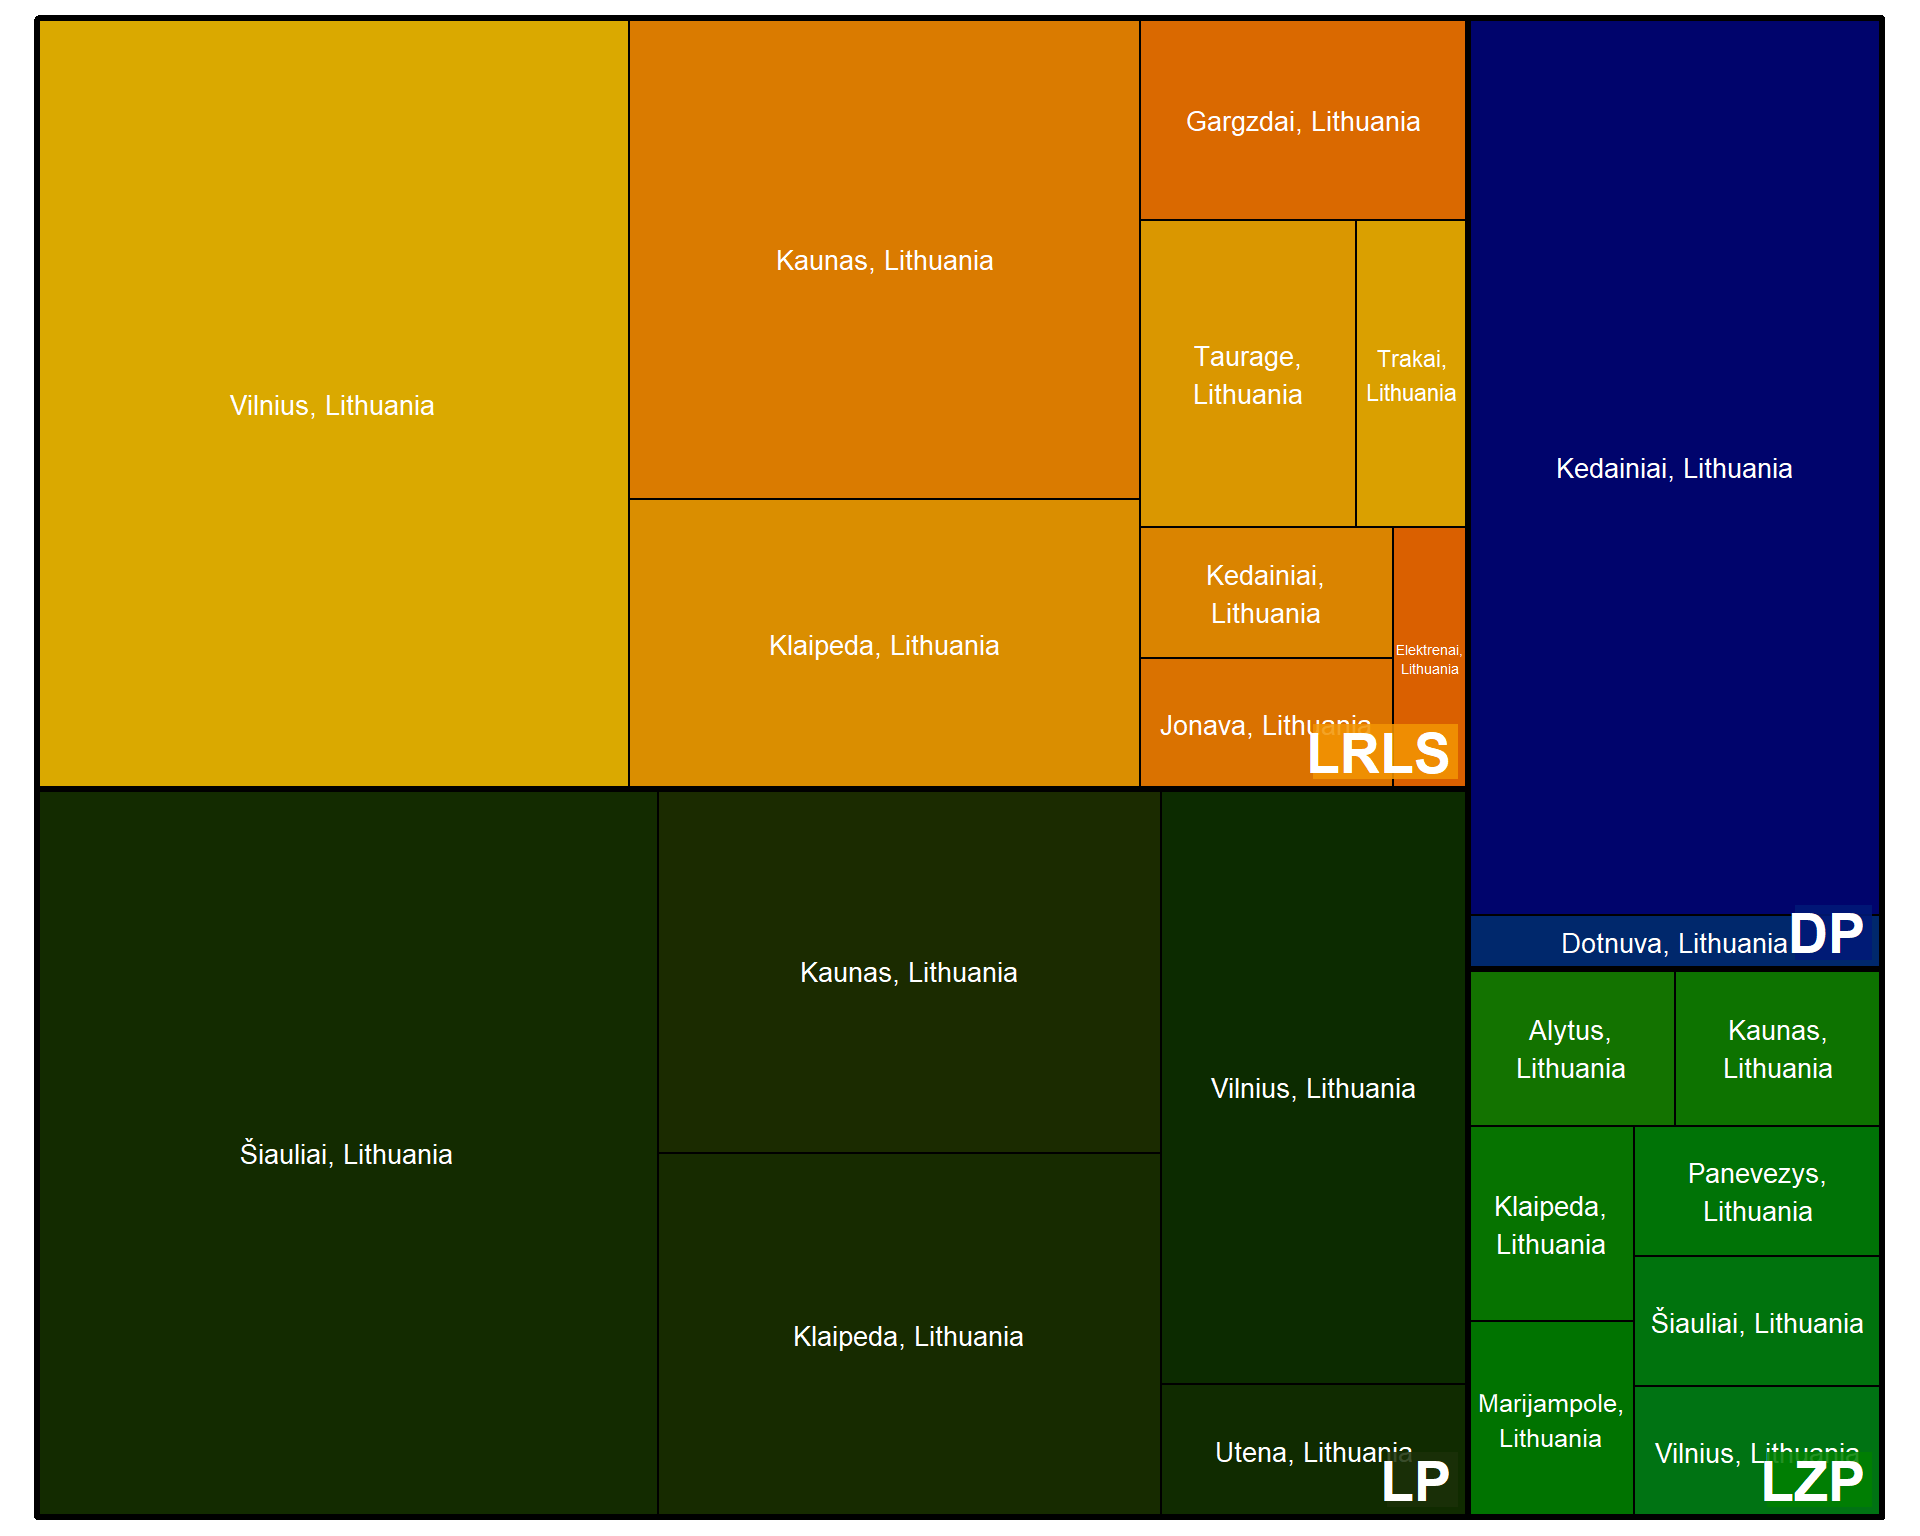 Vilnius, Lithuania
Kaunas, Lithuania
Klaipeda, Lithuania
Gargzdai, Lithuania
Taurage,
Lithuania
Trakai,
Lithuania
Kedainiai,
Lithuania
Elektrenai,
Lithuania
Jonava, Lithuania
LRLS
Kedainiai, Lithuania
Dotnuva, Lithuania
DP
Šiauliai, Lithuania
Kaunas, Lithuania
Klaipeda, Lithuania
Vilnius, Lithuania
Utena, Lithuania
LP
Alytus,
Lithuania
Kaunas,
Lithuania
Klaipeda,
Lithuania
Panevezys,
Lithuania
Šiauliai, Lithuania
Marijampole,
Lithuania
Vilnius, Lithuania
LZP